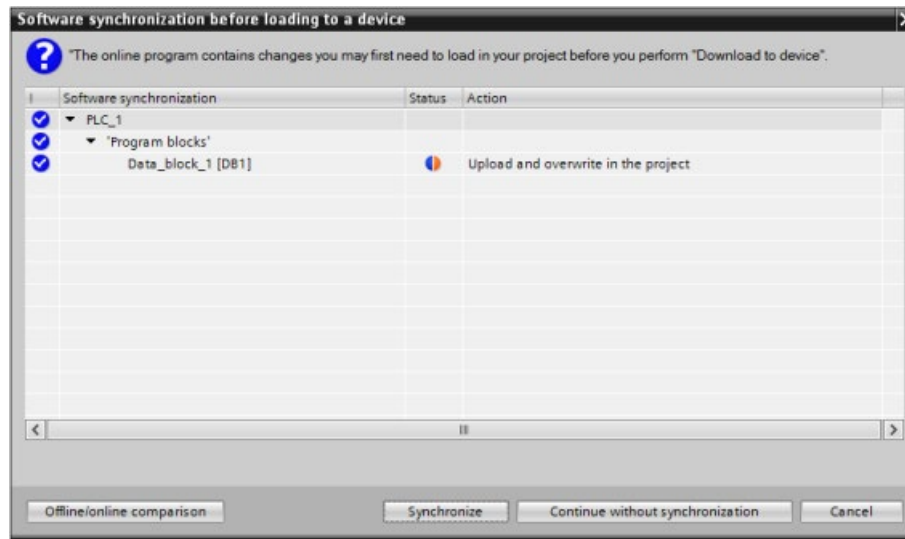 Software synchronization before loading to a device
"The online program contains changes you may first need to load in your project before you perform "Download to device".
! Software synchronization Status Action
PLC_1
'Program blocks'
Data_block_1 [DB1] Upload and overwrite in the project
Offline/online comparison Synchronize Continue without synchronization Cancel